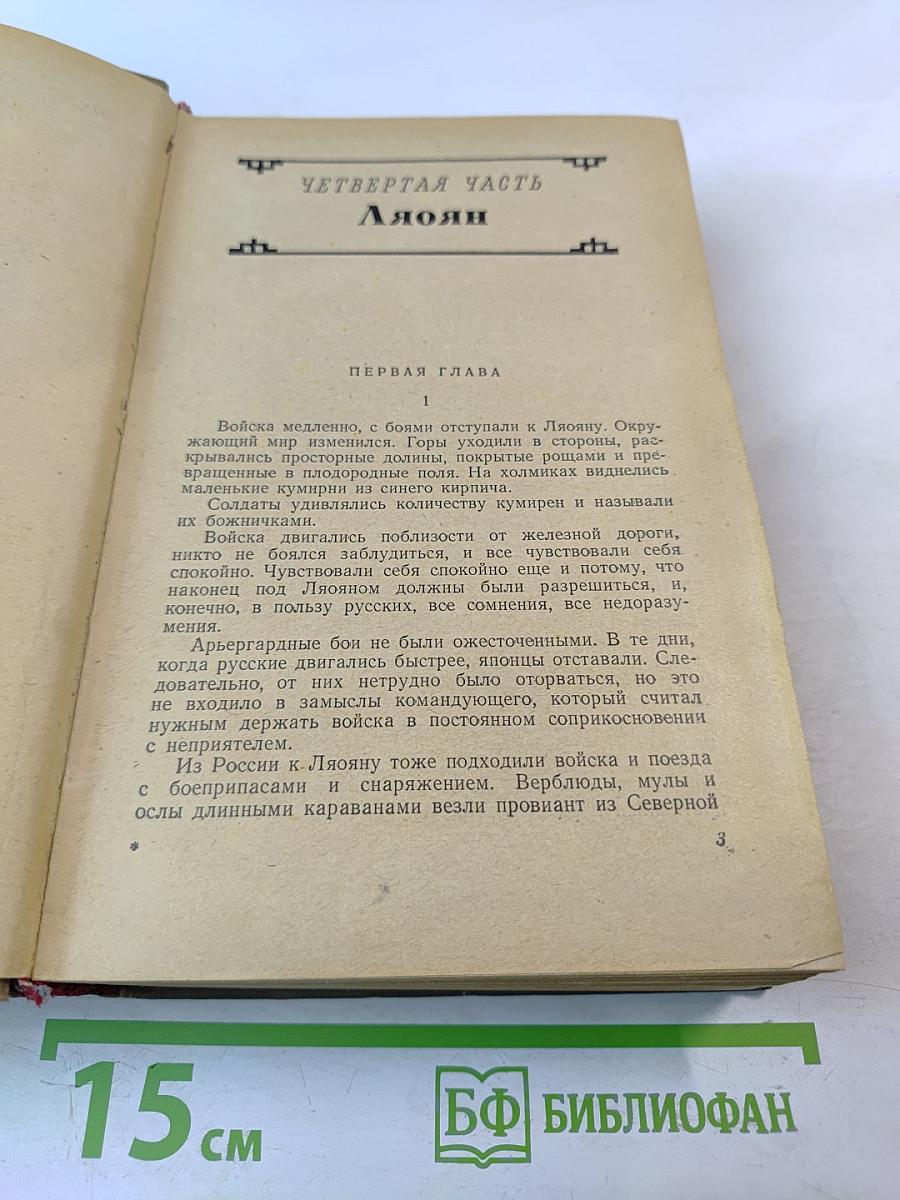 ЧЕТВЕРТАЯ ЧАСТЬ
Ляоян
ПЕРВАЯ ГЛАВА
1
Войска медленно, с боями отступали к Ляояну. Окру-
жающий мир изменился. Горы уходили в стороны, рас-
крывались просторные долины, покрытые рощами и пре-
вращенные в плодородные поля. На холмиках виднелись
маленькие кумирни из синего кирпича.
Солдаты удивлялись количеству кумирен и называли
их божничками.
Войска двигались поблизости от железной дороги,
никто не боялся заблудиться, и все чувствовали себя
спокойно. Чувствовали себя спокойно еще и потому, что
наконец под Ляояном должны были разрешиться, и,
конечно, в пользу русских, все сомнения, все недоразу-
мения.
Арьергардные бои не были ожесточенными. В те дни,
когда русские двигались быстрее, японцы отставали. Сле-
довательно, от них нетрудно было оторваться, но это
не входило в замыслы командующего, который считал
нужным держать войска в постоянном соприкосновении
с неприятелем.
Из России к Ляояну тоже подходили войска и поезда
с боеприпасами и снаряжением. Верблюды, мулы и
ослы длинными караванами везли провиант из Северной
* 3
15 см
БФ БИБЛИОФАН